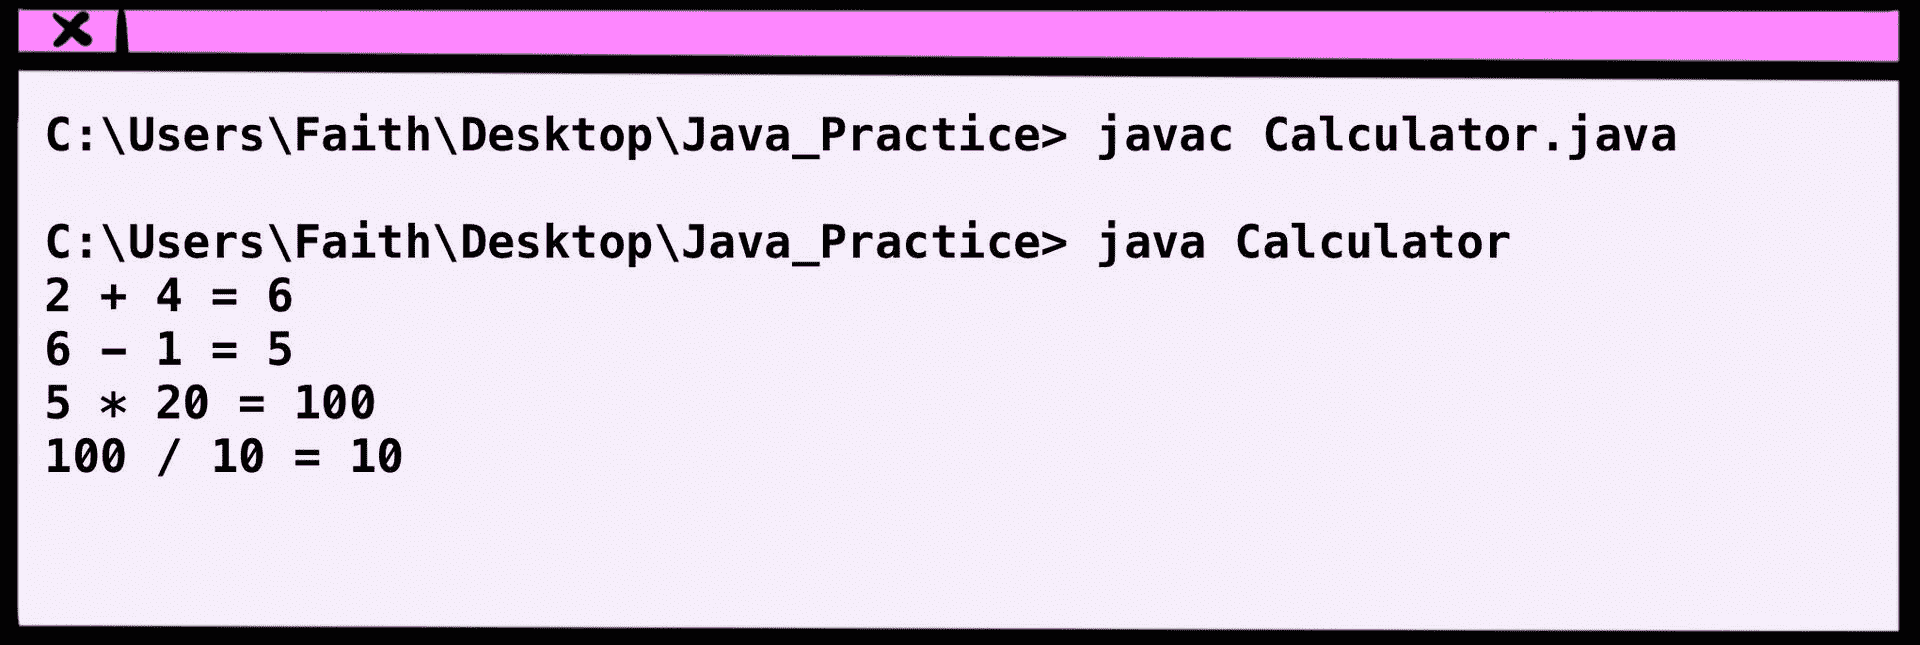 C:\Users\Faith\Desktop\Java_Practice> javac Calculator.java
C:\Users\Faith\Desktop\Java_Practice> java Calculator
2 + 4 = 6
6 − 1 = 5
5 * 20 = 100
100 / 10 = 10